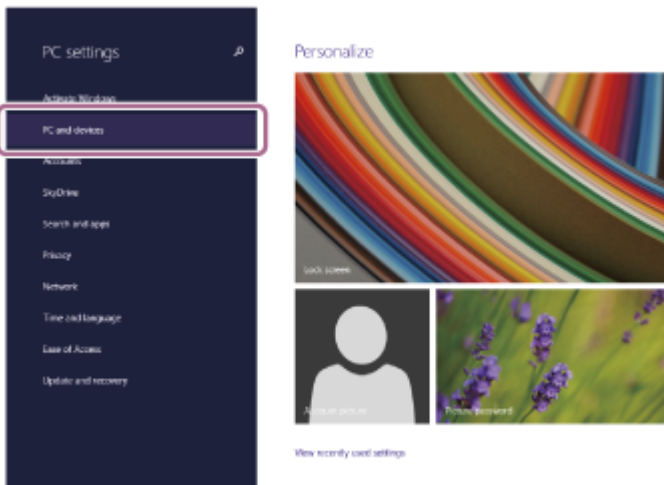 PC settings
Activate Windows
PC and devices
Accounts
SkyDrive
Search and apps
Privacy
Network
Time and language
Ease of Access
Update and recovery
Personalize
Lock screen
Account picture
Picture password
View recently used settings